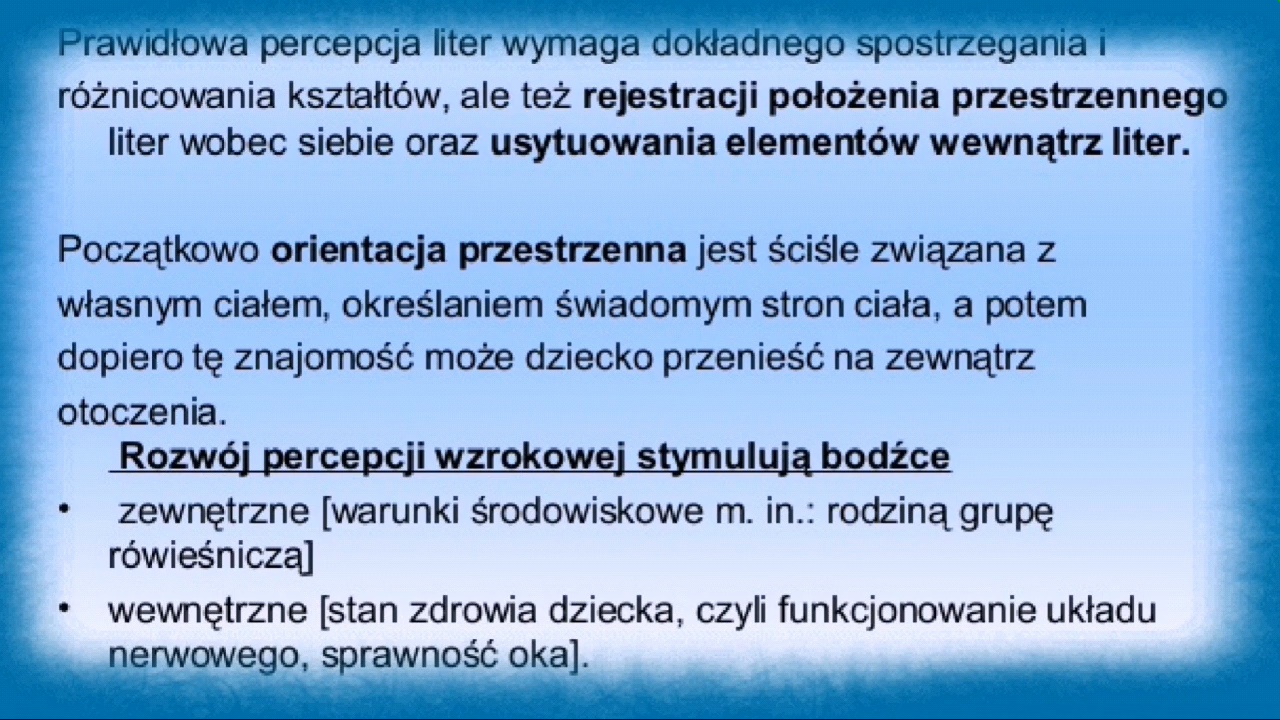 Prawidłowa percepcja liter wymaga dokładnego spostrzegania i
różnicowania kształtów, ale też rejestracji położenia przestrzennego
liter wobec siebie oraz usytuowania elementów wewnątrz liter.
Początkowo orientacja przestrzenna jest ściśle związana z
własnym ciałem, określaniem świadomym stron ciała, a potem
dopiero tę znajomość może dziecko przenieść na zewnątrz
otoczenia.
Rozwój percepcji wzrokowej stymulują bodźce
• zewnętrzne [warunki środowiskowe m. in.: rodziną grupę
rówieśniczą]
• wewnętrzne [stan zdrowia dziecka, czyli funkcjonowanie układu
nerwowego, sprawność oka].